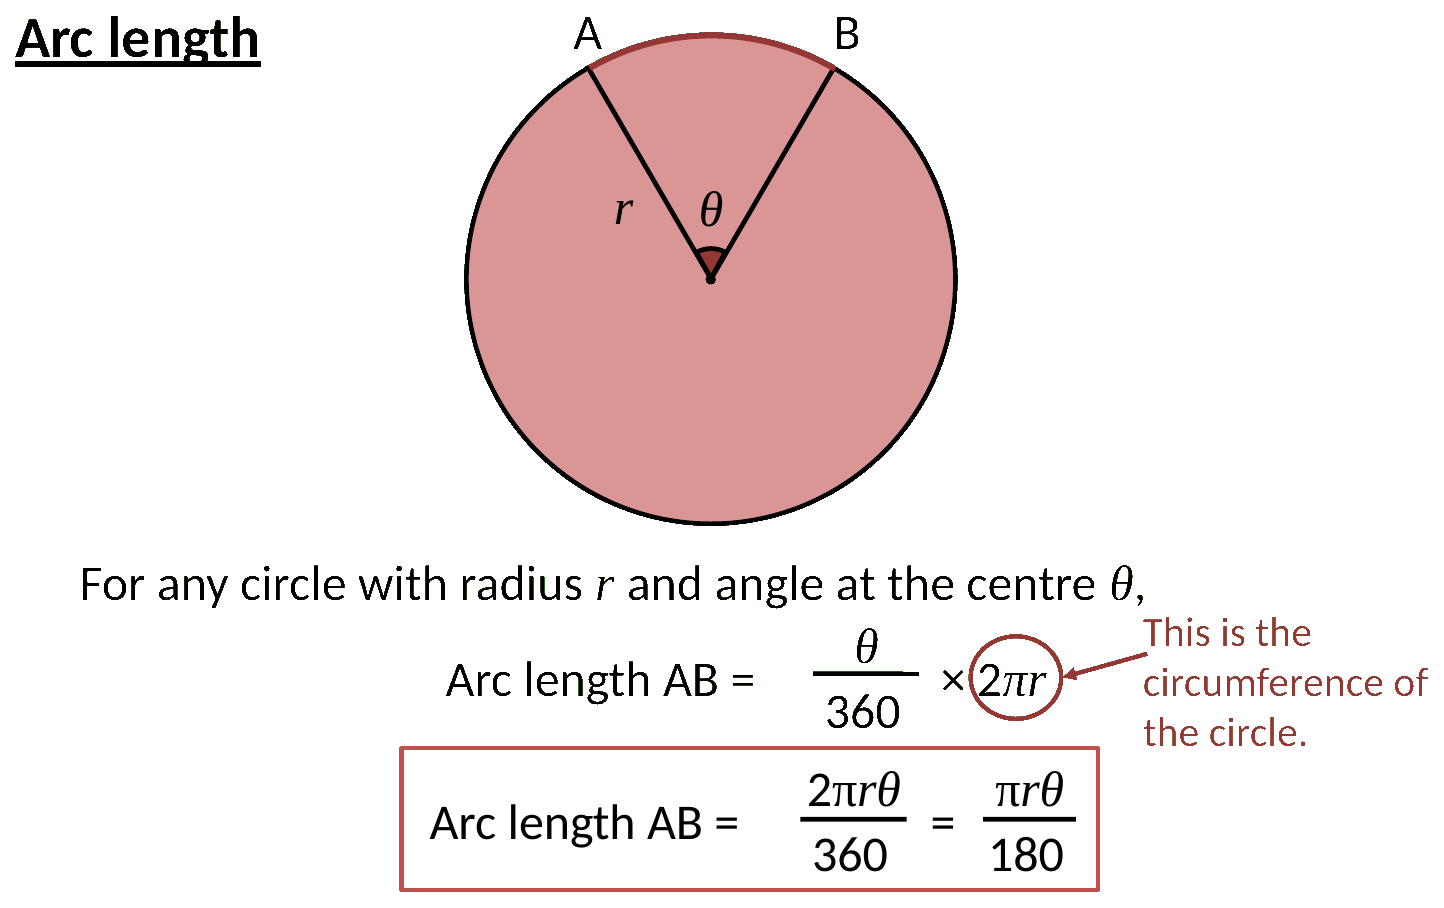 Arc length
A
B
r
θ
For any circle with radius r and angle at the centre θ,
Arc length AB = θ/360 × 2πr
This is the
circumference of
the circle.
Arc length AB = 2πrθ/360 = πrθ/180